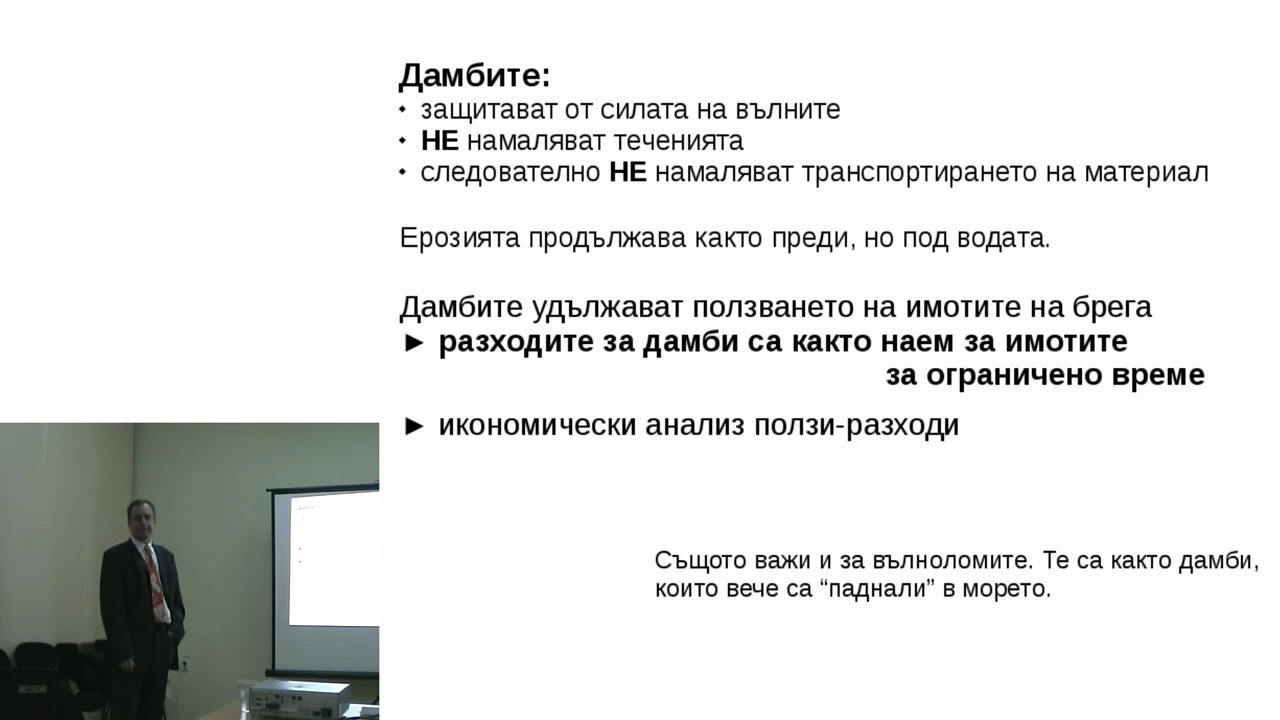 Дамбите:
• защитават от силата на вълните
• НЕ намаляват теченията
• следователно НЕ намаляват транспортирането на материал
Ерозията продължава както преди, но под водата.
Дамбите удължават ползването на имотите на брега
► разходите за дамби са както наем за имотите
за ограничено време
► икономически анализ ползи-разходи
Същото важи и за вълноломите. Те са както дамби,
които вече са “паднали” в морето.